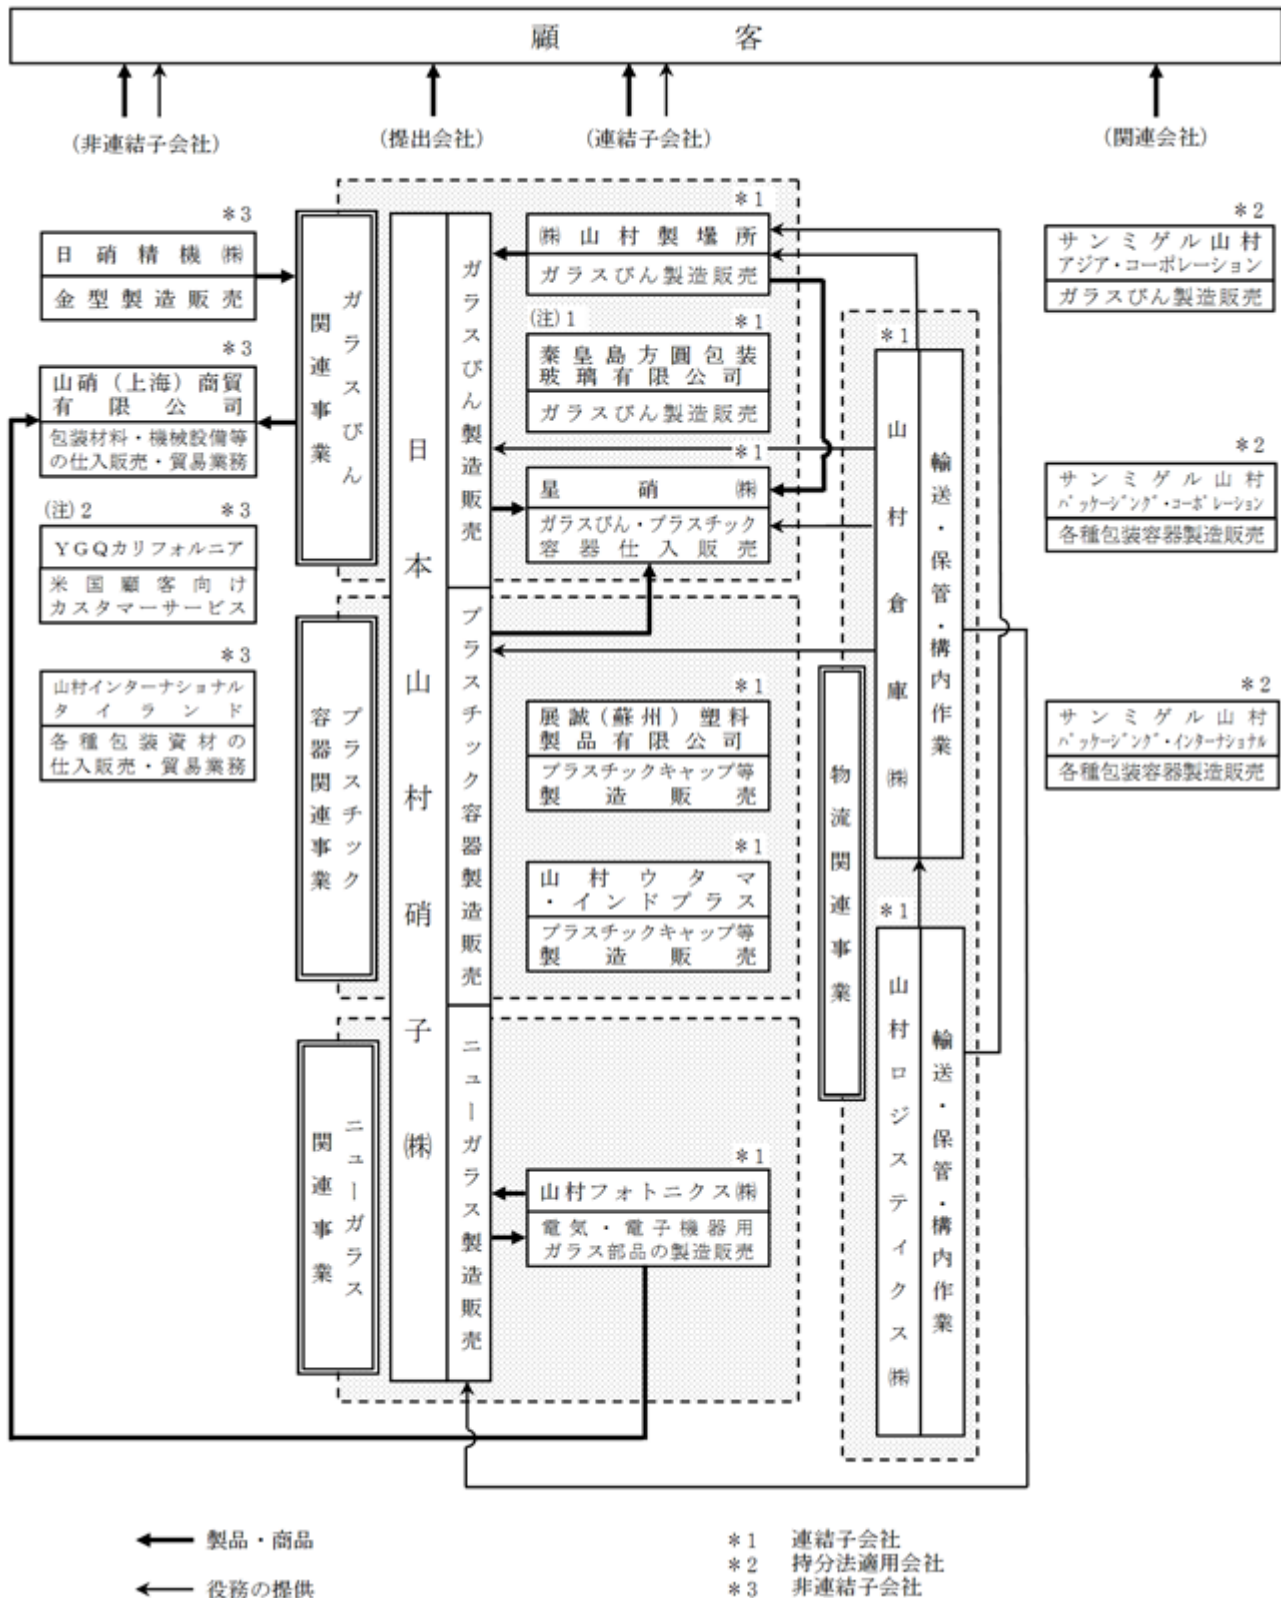 顧客
(非連結子会社)
(提出会社)
(連結子会社)
(関連会社)
＊3
日硝精機㈱
金型製造販売
＊3
山硝（上海）商貿
有限公司
包装材料・機械設備等
の仕入販売・貿易業務
(注) 2
＊3
ＹＧＱカリフォルニア
米国顧客向け
カスタマーサービス
＊3
山村インターナショナル
タイランド
各種包装資材の
仕入販売・貿易業務
ガラスびん
関連事業
プラスチック
容器関連事業
ニューガラス
関連事業
日本山村硝子㈱
ガラスびん製造販売
プラスチック容器製造販売
ニューガラス製造販売
＊1
㈱山村製壜所
ガラスびん製造販売
(注) 1
＊1
秦皇島方圓包装
玻璃有限公司
ガラスびん製造販売
＊1
星硝㈱
ガラスびん・プラスチック
容器仕入販売
＊1
展誠（蘇州）塑料
製品有限公司
プラスチックキャップ等
製造販売
＊1
山村ウタマ
・インドプラス
プラスチックキャップ等
製造販売
＊1
山村フォトニクス㈱
電気・電子機器用
ガラス部品の製造販売
物流関連事業
＊1
山村倉庫㈱
輸送・保管・構内作業
＊1
山村ロジスティクス㈱
輸送・保管・構内作業
＊2
サンミゲル山村
アジア・コーポレーション
ガラスびん製造販売
＊2
サンミゲル山村
ﾊﾟｯｹｰｼﾞﾝｸﾞ・ｺｰﾎﾟﾚｰｼｮﾝ
各種包装容器製造販売
＊2
サンミゲル山村
ﾊﾟｯｹｰｼﾞﾝｸﾞ・ｲﾝﾀｰﾅｼｮﾅﾙ
各種包装容器製造販売
製品・商品
役務の提供
＊1 連結子会社
＊2 持分法適用会社
＊3 非連結子会社